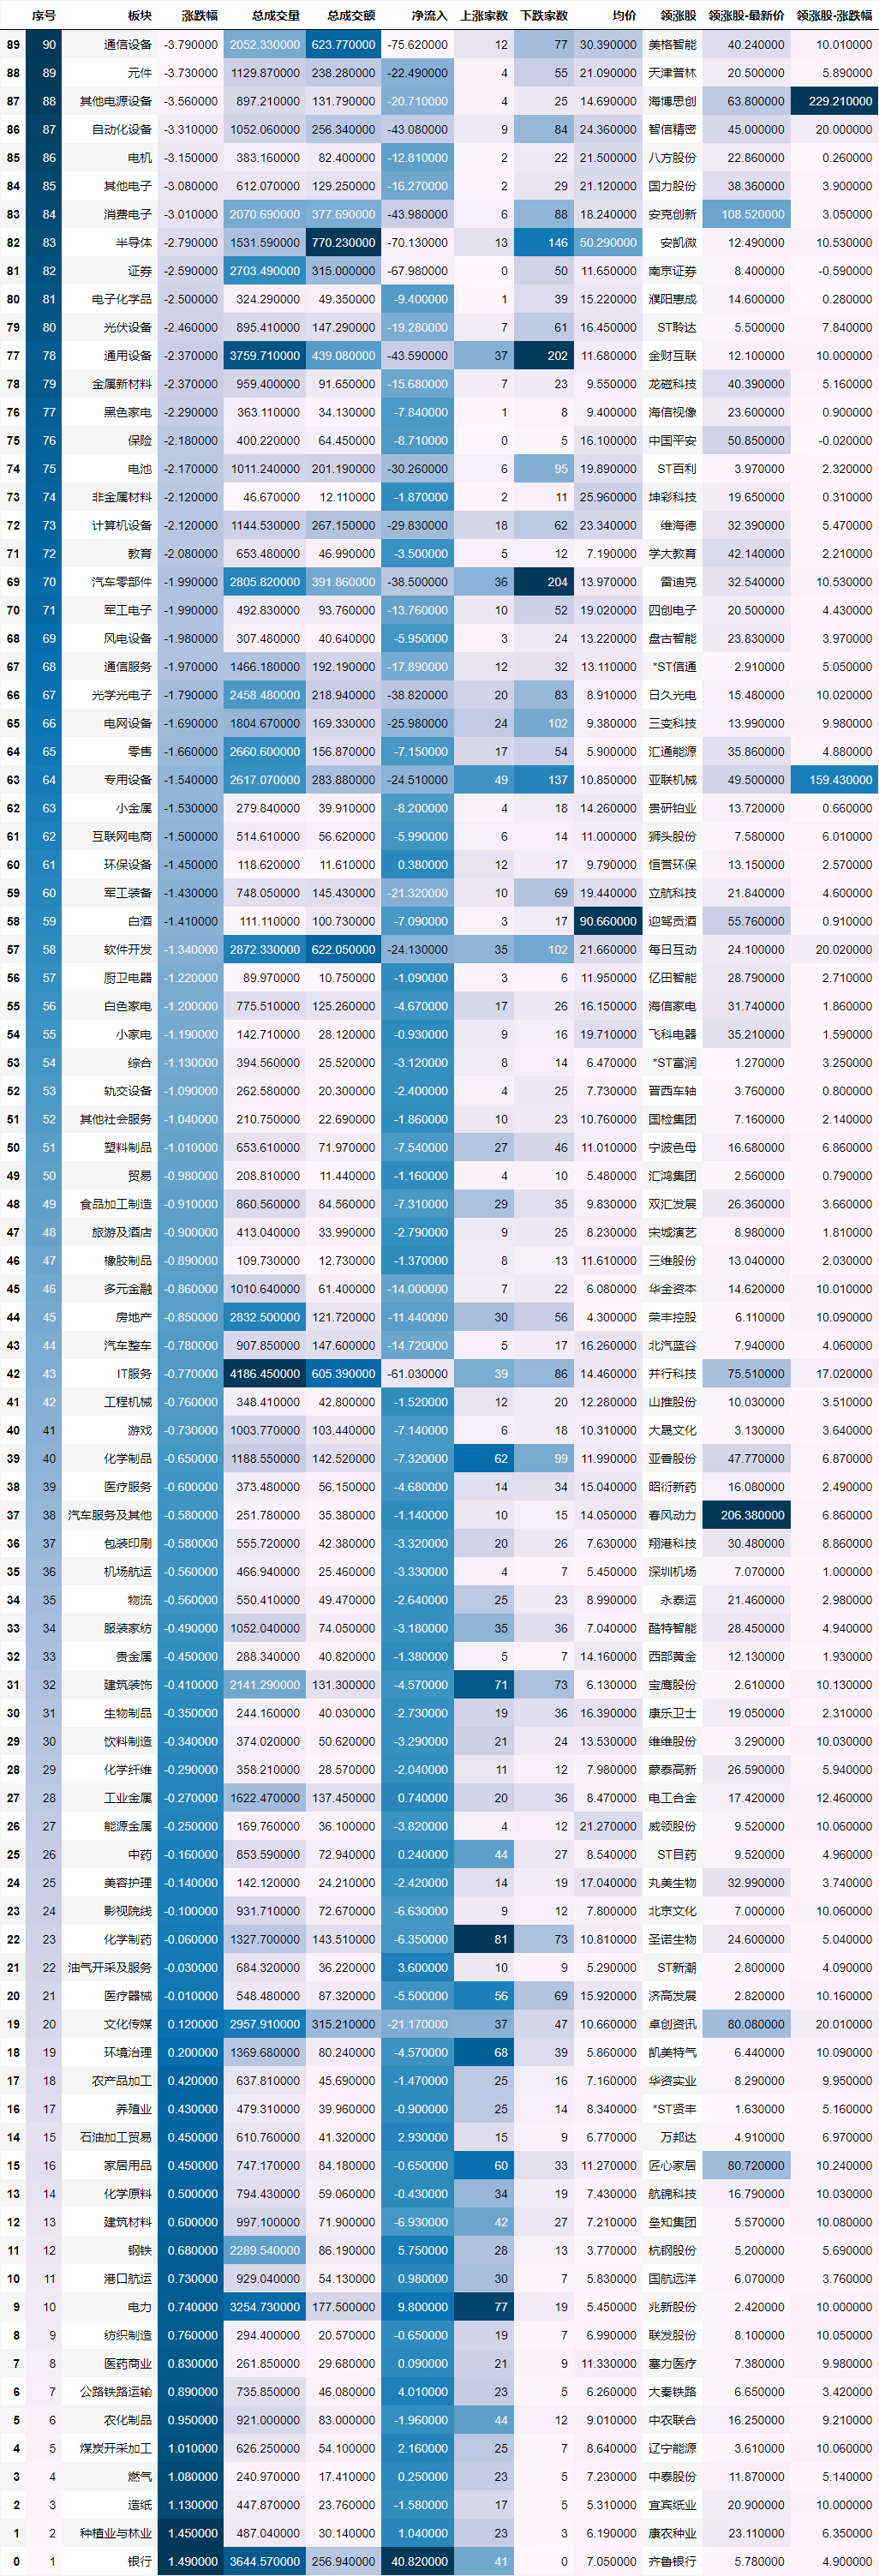 序号 板块 涨跌幅 总成交量 总成交额 净流入 上涨家数 下跌家数 均价 领涨股 领涨股-最新价 领涨股-涨跌幅
89 90 通信设备 -3.790000 2052.330000 623.770000 -75.620000 12 77 30.390000 美格智能 40.240000 10.010000
88 89 元件 -3.730000 1129.870000 238.280000 -22.490000 4 55 21.090000 天津普林 20.500000 5.890000
87 88 其他电源设备 -3.560000 897.210000 131.790000 -20.710000 4 25 14.690000 海博思创 63.800000 229.210000
86 87 自动化设备 -3.310000 1052.060000 256.340000 -43.080000 9 84 24.360000 智信精密 45.000000 20.000000
85 86 电机 -3.150000 383.160000 82.400000 -12.810000 2 22 21.500000 八方股份 22.860000 0.260000
84 85 其他电子 -3.080000 612.070000 129.250000 -16.270000 2 29 21.120000 国力股份 38.360000 3.900000
83 84 消费电子 -3.010000 2070.690000 377.690000 -43.980000 6 88 18.240000 安克创新 108.520000 3.050000
82 83 半导体 -2.790000 1531.590000 770.230000 -70.130000 13 146 50.290000 安凯微 12.490000 10.530000
81 82 证券 -2.590000 2703.490000 315.000000 -67.980000 0 50 11.650000 南京证券 8.400000 -0.590000
80 81 电子化学品 -2.500000 324.290000 49.350000 -9.400000 1 39 15.220000 濮阳惠成 14.600000 0.280000
79 80 光伏设备 -2.460000 895.410000 147.290000 -19.280000 7 61 16.450000 ST聆达 5.500000 7.840000
77 78 通用设备 -2.370000 3759.710000 439.080000 -43.590000 37 202 11.680000 金财互联 12.100000 10.000000
78 79 金属新材料 -2.370000 959.400000 91.650000 -15.680000 7 23 9.550000 龙磁科技 40.390000 5.160000
76 77 黑色家电 -2.290000 363.110000 34.130000 -7.840000 1 8 9.400000 海信视像 23.600000 0.900000
75 76 保险 -2.180000 400.220000 64.450000 -8.710000 0 5 16.100000 中国平安 50.850000 -0.020000
74 75 电池 -2.170000 1011.240000 201.190000 -30.260000 6 95 19.890000 ST百利 3.970000 2.320000
73 74 非金属材料 -2.120000 46.670000 12.110000 -1.870000 2 11 25.960000 坤彩科技 19.650000 0.310000
72 73 计算机设备 -2.120000 1144.530000 267.150000 -29.830000 18 62 23.340000 维海德 32.390000 5.470000
71 72 教育 -2.080000 653.480000 46.990000 -3.500000 5 12 7.190000 学大教育 42.140000 2.210000
69 70 汽车零部件 -1.990000 2805.820000 391.860000 -38.500000 36 204 13.970000 雷迪克 32.540000 10.530000
70 71 军工电子 -1.990000 492.830000 93.760000 -13.760000 10 52 19.020000 四创电子 20.500000 4.430000
68 69 风电设备 -1.980000 307.480000 40.640000 -5.950000 3 24 13.220000 盘古智能 23.830000 3.970000
67 68 通信服务 -1.970000 1466.180000 192.190000 -17.890000 12 32 13.110000 *ST信通 2.910000 5.050000
66 67 光学光电子 -1.790000 2458.480000 218.940000 -38.820000 20 83 8.910000 日久光电 15.480000 10.020000
65 66 电网设备 -1.690000 1804.670000 169.330000 -25.980000 24 102 9.380000 三变科技 13.990000 9.980000
64 65 零售 -1.660000 2660.600000 156.870000 -7.150000 17 54 5.900000 汇通能源 35.860000 4.880000
63 64 专用设备 -1.540000 2617.070000 283.880000 -24.510000 49 137 10.850000 亚联机械 49.500000 159.430000
62 63 小金属 -1.530000 279.840000 39.910000 -8.200000 4 18 14.260000 贵研铂业 13.720000 0.660000
61 62 互联网电商 -1.500000 514.610000 56.620000 -5.990000 6 14 11.000000 狮头股份 7.580000 6.010000
60 61 环保设备 -1.450000 118.620000 11.610000 0.380000 12 17 9.790000 恒誉环保 13.150000 2.570000
59 60 军工装备 -1.430000 748.050000 145.430000 -21.320000 10 69 19.440000 立航科技 21.840000 4.600000
58 59 白酒 -1.410000 111.110000 100.730000 -7.090000 3 17 90.660000 迎驾贡酒 55.760000 0.910000
57 58 软件开发 -1.340000 2872.330000 622.050000 -24.130000 35 102 21.660000 每日互动 24.100000 20.020000
56 57 厨卫电器 -1.220000 89.970000 10.750000 -1.090000 3 6 11.950000 亿田智能 28.790000 2.710000
55 56 白色家电 -1.200000 775.510000 125.260000 -4.670000 17 26 16.150000 海信家电 31.740000 1.860000
54 55 小家电 -1.190000 142.710000 28.120000 -0.930000 9 16 19.710000 飞科电器 35.210000 1.590000
53 54 综合 -1.130000 394.560000 25.520000 -3.120000 8 14 6.470000 *ST富润 1.270000 3.250000
52 53 轨交设备 -1.090000 262.580000 20.300000 -2.400000 4 25 7.730000 晋西车轴 3.760000 0.800000
51 52 其他社会服务 -1.040000 210.750000 22.690000 -1.860000 10 23 10.760000 国检集团 7.160000 2.140000
50 51 塑料制品 -1.010000 653.610000 71.970000 -7.540000 27 46 11.010000 宁波色母 16.680000 6.860000
49 50 贸易 -0.980000 208.810000 11.440000 -1.160000 4 10 5.480000 汇鸿集团 2.560000 0.790000
48 49 食品加工制造 -0.910000 860.560000 84.560000 -7.310000 29 35 9.830000 双汇发展 26.360000 3.660000
47 48 旅游及酒店 -0.900000 413.040000 33.990000 -2.790000 9 25 8.230000 宋城演艺 8.980000 1.810000
46 47 橡胶制品 -0.890000 109.730000 12.730000 -1.370000 8 13 11.610000 三维股份 13.040000 2.030000
45 46 多元金融 -0.860000 1010.640000 61.400000 -14.000000 7 22 6.080000 华金资本 14.620000 10.010000
44 45 房地产 -0.850000 2832.500000 121.720000 -11.440000 30 56 4.300000 荣丰控股 6.110000 10.090000
43 44 汽车整车 -0.780000 907.850000 147.600000 -14.720000 5 17 16.260000 北汽蓝谷 7.940000 4.060000
42 43 IT服务 -0.770000 4186.450000 605.390000 -61.030000 39 86 14.460000 并行科技 75.510000 17.020000
41 42 工程机械 -0.760000 348.410000 42.800000 -1.520000 12 20 12.280000 山推股份 10.030000 3.510000
40 41 游戏 -0.730000 1003.770000 103.440000 -7.140000 6 18 10.310000 大晟文化 3.130000 3.640000
39 40 化学制品 -0.650000 1188.550000 142.520000 -7.320000 62 99 11.990000 亚香股份 47.770000 6.870000
38 39 医疗服务 -0.600000 373.480000 56.150000 -4.680000 14 34 15.040000 昭衍新药 16.080000 2.490000
37 38 汽车服务及其他 -0.580000 251.780000 35.380000 -1.140000 10 15 14.050000 春风动力 206.380000 6.860000
36 37 包装印刷 -0.580000 555.720000 42.380000 -3.320000 20 26 7.630000 翔港科技 30.480000 8.860000
35 36 机场航运 -0.560000 466.940000 25.460000 -3.330000 4 7 5.450000 深圳机场 7.070000 1.000000
34 35 物流 -0.560000 550.410000 49.470000 -2.640000 25 23 8.990000 永泰运 21.460000 2.980000
33 34 服装家纺 -0.490000 1052.040000 74.050000 -3.180000 35 36 7.040000 酷特智能 28.450000 4.940000
32 33 贵金属 -0.450000 288.340000 40.820000 -1.380000 5 7 14.160000 西部黄金 12.130000 1.930000
31 32 建筑装饰 -0.410000 2141.290000 131.300000 -4.570000 71 73 6.130000 宝鹰股份 2.610000 10.130000
30 31 生物制品 -0.350000 244.160000 40.030000 -2.730000 19 36 16.390000 康乐卫士 19.050000 2.310000
29 30 饮料制造 -0.340000 374.020000 50.620000 -3.290000 21 24 13.530000 维维股份 3.290000 10.030000
28 29 化学纤维 -0.290000 358.210000 28.570000 -2.040000 11 12 7.980000 蒙泰高新 26.590000 5.940000
27 28 工业金属 -0.270000 1622.470000 137.450000 0.740000 20 36 8.470000 电工合金 17.420000 12.460000
26 27 能源金属 -0.250000 169.760000 36.100000 -3.820000 4 12 21.270000 威领股份 9.520000 10.060000
25 26 中药 -0.160000 853.590000 72.940000 0.240000 44 27 8.540000 ST目药 9.520000 4.960000
24 25 美容护理 -0.140000 142.120000 24.210000 -2.420000 14 19 17.040000 丸美生物 32.990000 3.740000
23 24 影视院线 -0.100000 931.710000 72.670000 -6.630000 9 12 7.800000 北京文化 7.000000 10.060000
22 23 化学制药 -0.060000 1327.700000 143.510000 -6.350000 81 73 10.810000 圣诺生物 24.600000 5.040000
21 22 油气开采及服务 -0.030000 684.320000 36.220000 3.600000 10 9 5.290000 ST新潮 2.800000 4.090000
20 21 医疗器械 -0.010000 548.480000 87.320000 -5.500000 56 69 15.920000 济高发展 2.820000 10.160000
19 20 文化传媒 0.120000 2957.910000 315.210000 -21.170000 37 47 10.660000 卓创资讯 80.080000 20.010000
18 19 环境治理 0.200000 1369.680000 80.240000 -4.570000 68 39 5.860000 凯美特气 6.440000 10.090000
17 18 农产品加工 0.420000 637.810000 45.690000 -1.470000 25 16 7.160000 华资实业 8.290000 9.950000
16 17 养殖业 0.430000 479.310000 39.960000 -0.900000 25 14 8.340000 *ST贤丰 1.630000 5.160000
14 15 石油加工贸易 0.450000 610.760000 41.320000 2.930000 15 9 6.770000 万邦达 4.910000 6.970000
15 16 家居用品 0.450000 747.170000 84.180000 -0.650000 60 33 11.270000 匠心家居 80.720000 10.240000
13 14 化学原料 0.500000 794.430000 59.060000 -0.430000 34 19 7.430000 航锦科技 16.790000 10.030000
12 13 建筑材料 0.600000 997.100000 71.900000 -6.930000 42 27 7.210000 垒知集团 5.570000 10.080000
11 12 钢铁 0.680000 2289.540000 86.190000 5.750000 28 13 3.770000 杭钢股份 5.200000 5.690000
10 11 港口航运 0.730000 929.040000 54.130000 0.980000 30 7 5.830000 国航远洋 6.070000 3.760000
9 10 电力 0.740000 3254.730000 177.500000 9.800000 77 19 5.450000 兆新股份 2.420000 10.000000
8 9 纺织制造 0.760000 294.400000 20.570000 -0.650000 19 7 6.990000 联发股份 8.100000 10.050000
7 8 医药商业 0.830000 261.850000 29.680000 0.090000 21 9 11.330000 塞力医疗 7.380000 9.980000
6 7 公路铁路运输 0.890000 735.850000 46.080000 4.010000 23 5 6.260000 大秦铁路 6.650000 3.420000
5 6 农化制品 0.950000 921.000000 83.000000 -1.960000 44 12 9.010000 中农联合 16.250000 9.210000
4 5 煤炭开采加工 1.010000 626.250000 54.100000 2.160000 25 7 8.640000 辽宁能源 3.610000 10.060000
3 4 燃气 1.080000 240.970000 17.410000 0.250000 23 5 7.230000 中泰股份 11.870000 5.140000
2 3 造纸 1.130000 447.870000 23.760000 -1.580000 17 5 5.310000 宜宾纸业 20.900000 10.000000
1 2 种植业与林业 1.450000 487.040000 30.140000 1.040000 23 3 6.190000 康农种业 23.110000 6.350000
0 1 银行 1.490000 3644.570000 256.940000 40.820000 41 0 7.050000 齐鲁银行 5.780000 4.900000